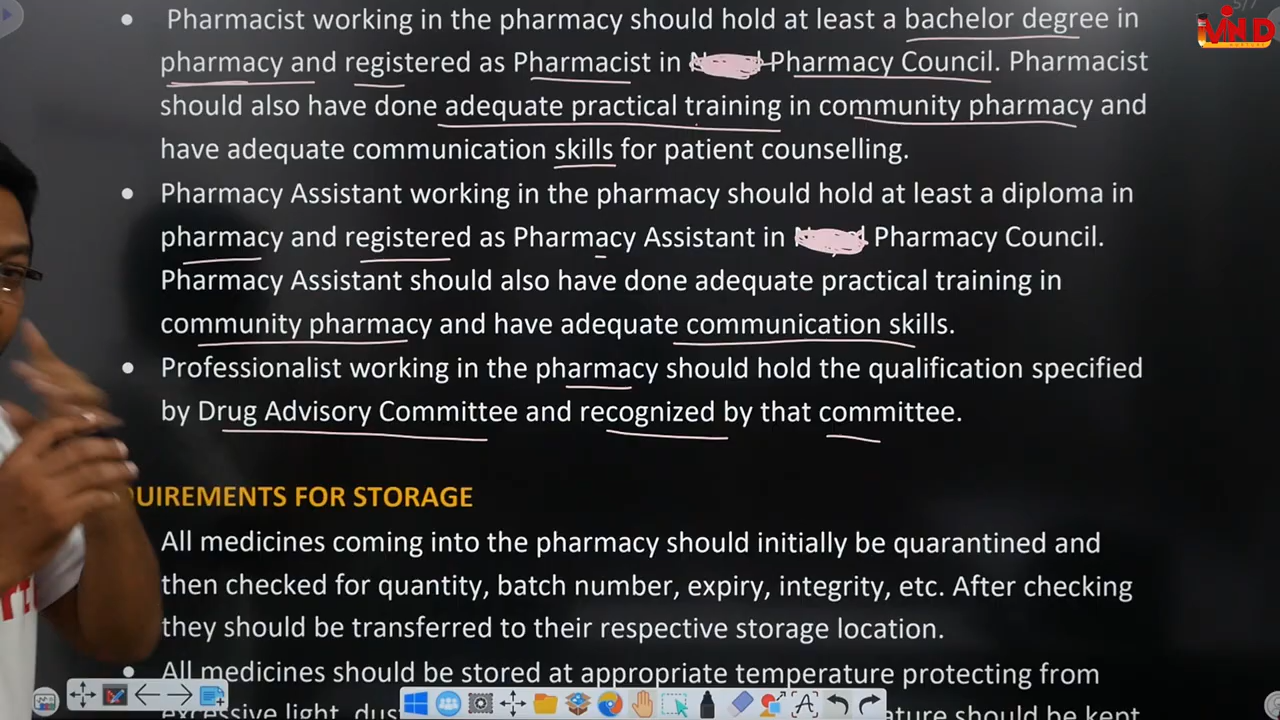 Pharmacist working in the pharmacy should hold at least a bachelor degree in
pharmacy and registered as Pharmacist in Pharmacy Council. Pharmacist
should also have done adequate practical training in community pharmacy and
have adequate communication skills for patient counselling.
Pharmacy Assistant working in the pharmacy should hold at least a diploma in
pharmacy and registered as Pharmacy Assistant in Pharmacy Council.
Pharmacy Assistant should also have done adequate practical training in
community pharmacy and have adequate communication skills.
Professionalist working in the pharmacy should hold the qualification specified
by Drug Advisory Committee and recognized by that committee.
QUIREMENTS FOR STORAGE
All medicines coming into the pharmacy should initially be quarantined and
then checked for quantity, batch number, expiry, integrity, etc. After checking
they should be transferred to their respective storage location.
All medicines should be stored at appropriate temperature protecting from
excessive light, dust
ature should be kept